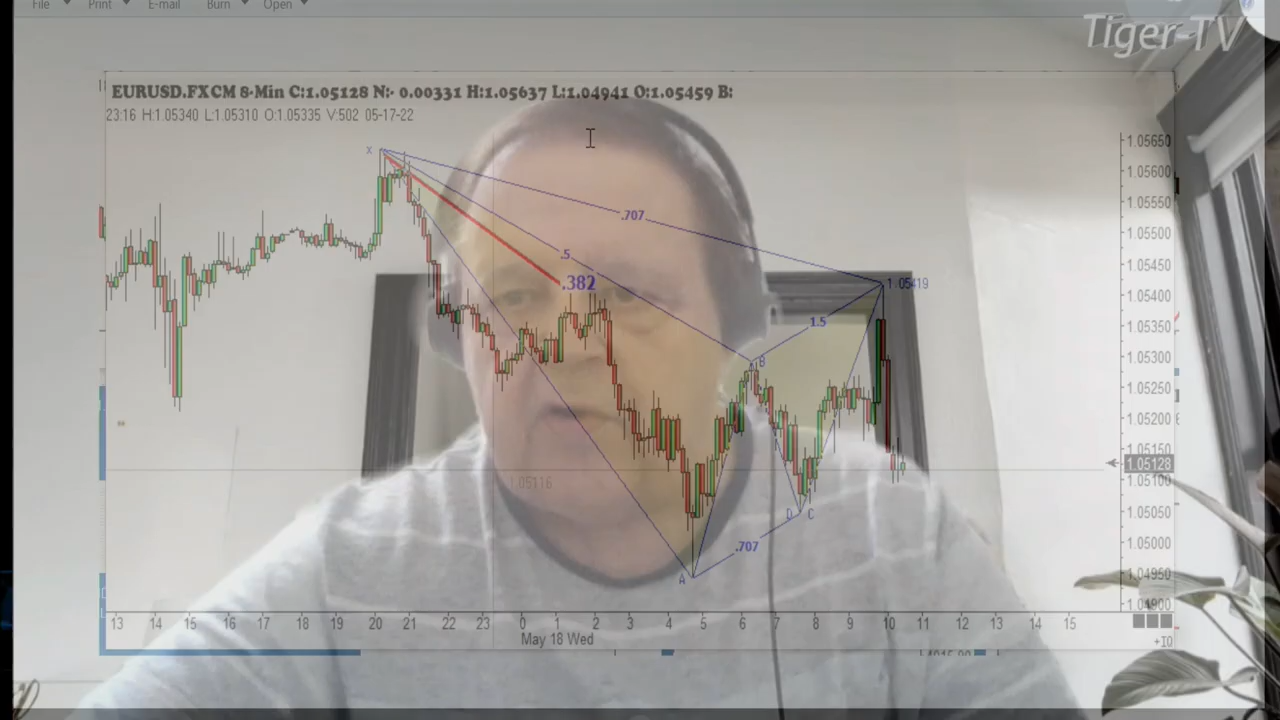 File Print E-mail Burn Open
Tiger-TV
EURUSD.FXCM 8-Min C:1.05128 N:- 0.00331 H:1.05637 L:1.04941 O:1.05459 B:
23:16 H:1.05340 L:1.05310 O:1.05335 V:502 05-17-22
1.05650
X
1.05600
.707
1.05550
1.05500
.5
1.05450
.382
1.05419
1.05400
1.5
1.05350
B
1.05300
1.05250
1.05200
1.05150
1.05128
1.05116
1.05100
D C
1.05050
.707
1.05000
A
1.04950
1.04900
13 14 15 16 17 18 19 20 21 22 23 0 1 2 3 4 5 6 7 8 9 10 11 12 13 14 15
May 18 Wed
+10